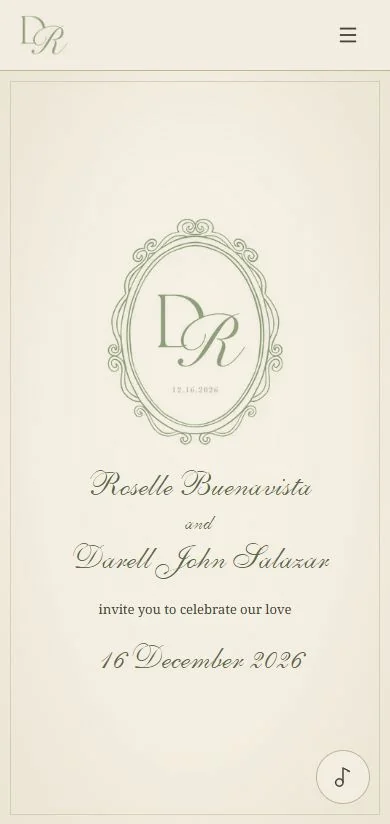 DR
DR
12.16.2026
Roselle Buenavista
and
Darell John Salazar
invite you to celebrate our love
16 December 2026